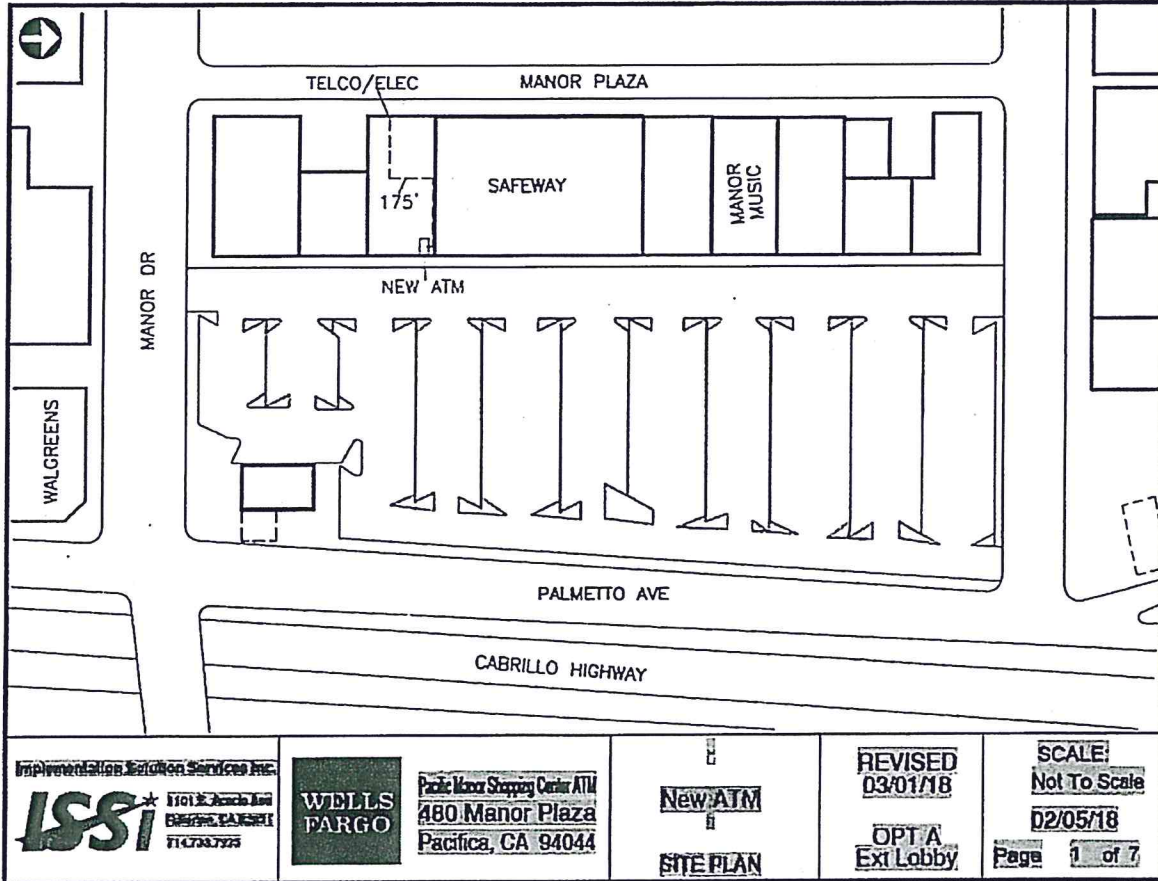 TELCO/ELEC
MANOR PLAZA
175'
SAFEWAY
MANOR
MUSIC
NEW ATM
MANOR DR
WALGREENS
PALMETTO AVE
CABRILLO HIGHWAY
Implementation Solution Services Inc.
ISSi
714.733.7925
WELLS
FARGO
Pacific Manor Shopping Center ATM
480 Manor Plaza
Pacifica, CA 94044
New ATM
SITE PLAN
REVISED
03/01/18
OPT A
Ext Lobby
SCALE:
Not To Scale
02/05/18
Page 1 of 7